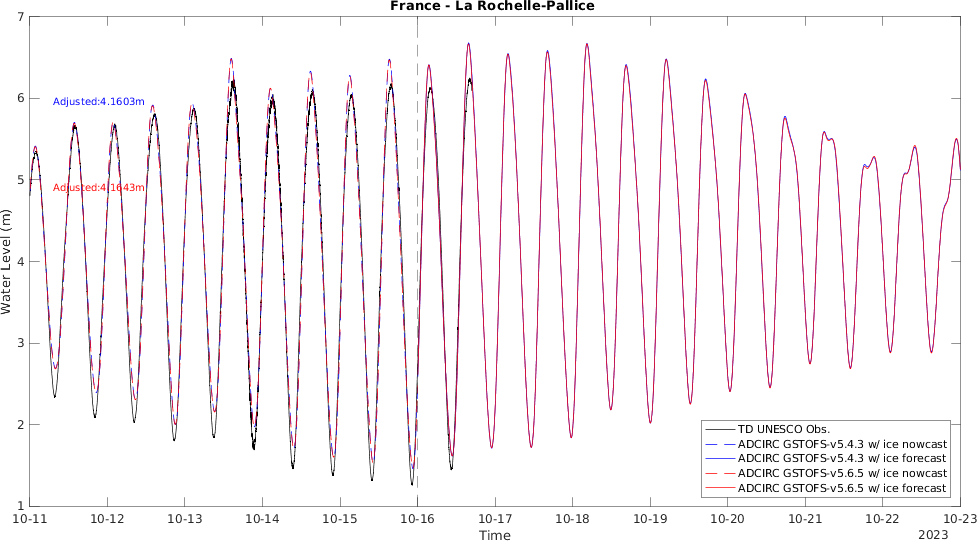 France - La Rochelle-Pallice
7
6
5
4
3
2
1
Water Level (m)
Adjusted:4.1603m
Adjusted:4.1643m
TD UNESCO Obs.
ADCIRC GSTOFS-v5.4.3 w/ ice nowcast
ADCIRC GSTOFS-v5.4.3 w/ ice forecast
ADCIRC GSTOFS-v5.6.5 w/ ice nowcast
ADCIRC GSTOFS-v5.6.5 w/ ice forecast
10-11 10-12 10-13 10-14 10-15 10-16 10-17 10-18 10-19 10-20 10-21 10-22 10-23
Time
2023